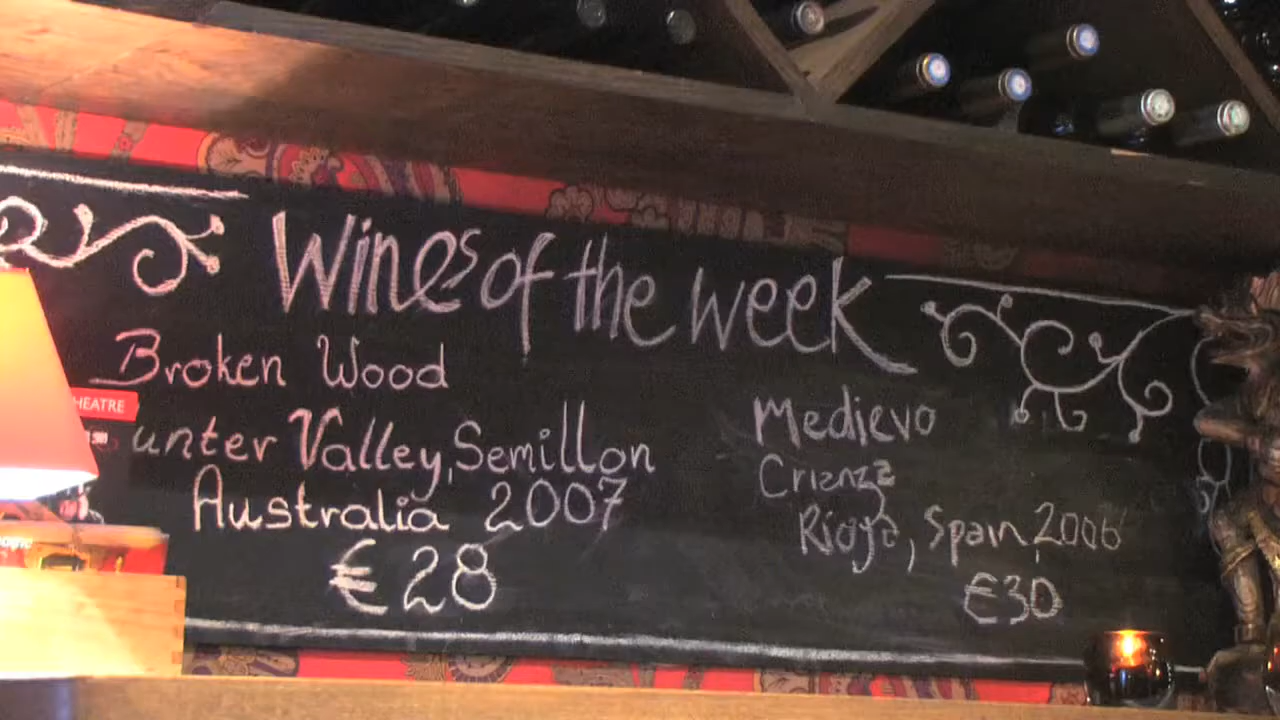 Wines of the week
Broken Wood
unter Valley, Semillon
Australia 2007
€28
Medievo
Crianza
Rioja, Spain, 2006
€30
HEATRE